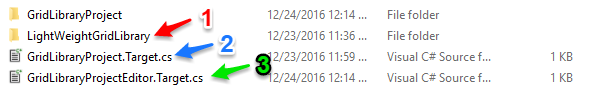 GridLibraryProject 12/24/2016 12:14 ... File folder
LightWeightGridLibrary 1 12/23/2016 11:36 ... File folder
GridLibraryProject.Target.cs 2 12/23/2016 11:59 ... Visual C# Source f... 1 KB
GridLibraryProjectEditor.Target.cs 3 12/24/2016 12:14 ... Visual C# Source f... 1 KB